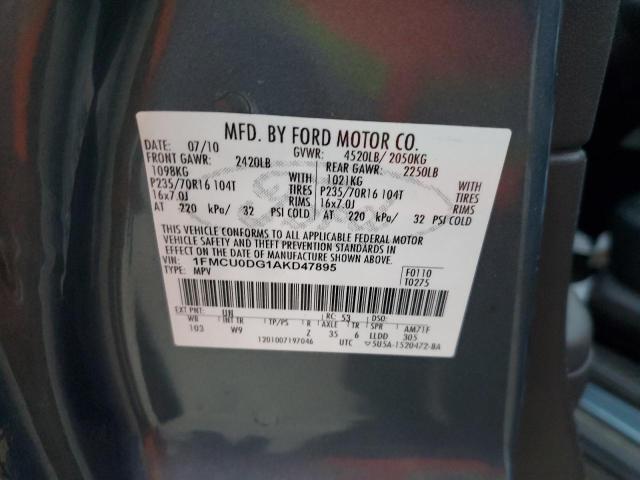 MFD. BY FORD MOTOR CO.
DATE: 07/10 GVWR: 4520LB/ 2050KG
FRONT GAWR: 2420LB REAR GAWR: 2250LB
1098KG WITH 1021KG WITH
P235/70R16 104T TIRES P235/70R16 104T TIRES
16x7.0J RIMS 16x7.0J RIMS
AT 220 kPa/ 32 PSI COLD AT 220 kPa/ 32 PSI COLD
THIS VEHICLE CONFORMS TO ALL APPLICABLE FEDERAL MOTOR
VEHICLE SAFETY AND THEFT PREVENTION STANDARDS IN
EFFECT ON THE DATE OF MANUFACTURE SHOWN ABOVE.
VIN: 1FMCU0DG1AKD47895
TYPE: MPV
F0110
T0275
EXT PNT: UN RC: 53 DSO:
WB INT TR TP/PS R AXLE TR SPR AM71F
103 W9 Z 35 6 LLDD 305
1201007197046 UTC 5U5A-1520472-BA
Ford